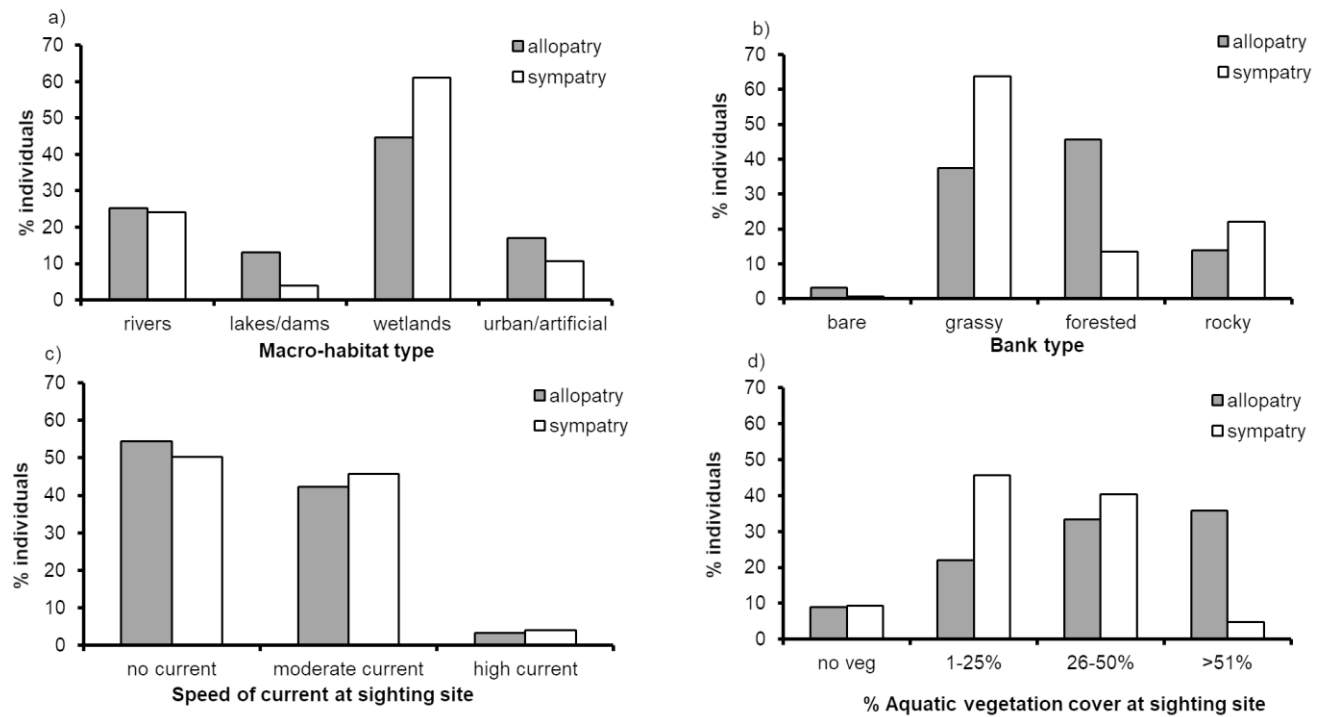 a)
70
60
50
40
30
20
10
0
% individuals
allopatry
sympatry
rivers lakes/dams wetlands urban/artificial
Macro-habitat type
b)
70
60
50
40
30
20
10
0
% individuals
allopatry
sympatry
bare grassy forested rocky
Bank type
c)
70
60
50
40
30
20
10
0
% individuals
allopatry
sympatry
no current moderate current high current
Speed of current at sighting site
d)
70
60
50
40
30
20
10
0
% individuals
allopatry
sympatry
no veg 1-25% 26-50% >51%
% Aquatic vegetation cover at sighting site